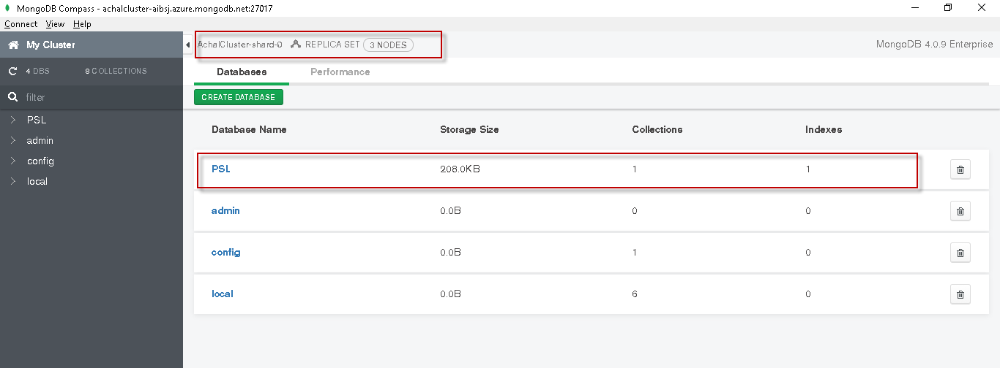 MongoDB Compass - achalcluster-aibsj.azure.mongodb.net:27017
Connect View Help
My Cluster
AchalCluster-shard-0 REPLICA SET 3 NODES
MongoDB 4.0.9 Enterprise
4 DBS 8 COLLECTIONS
Databases Performance
filter
CREATE DATABASE
PSL
admin
config
local
Database Name Storage Size Collections Indexes
PSL 208.0KB 1 1
admin 0.0B 0 0
config 0.0B 1 0
local 0.0B 6 0